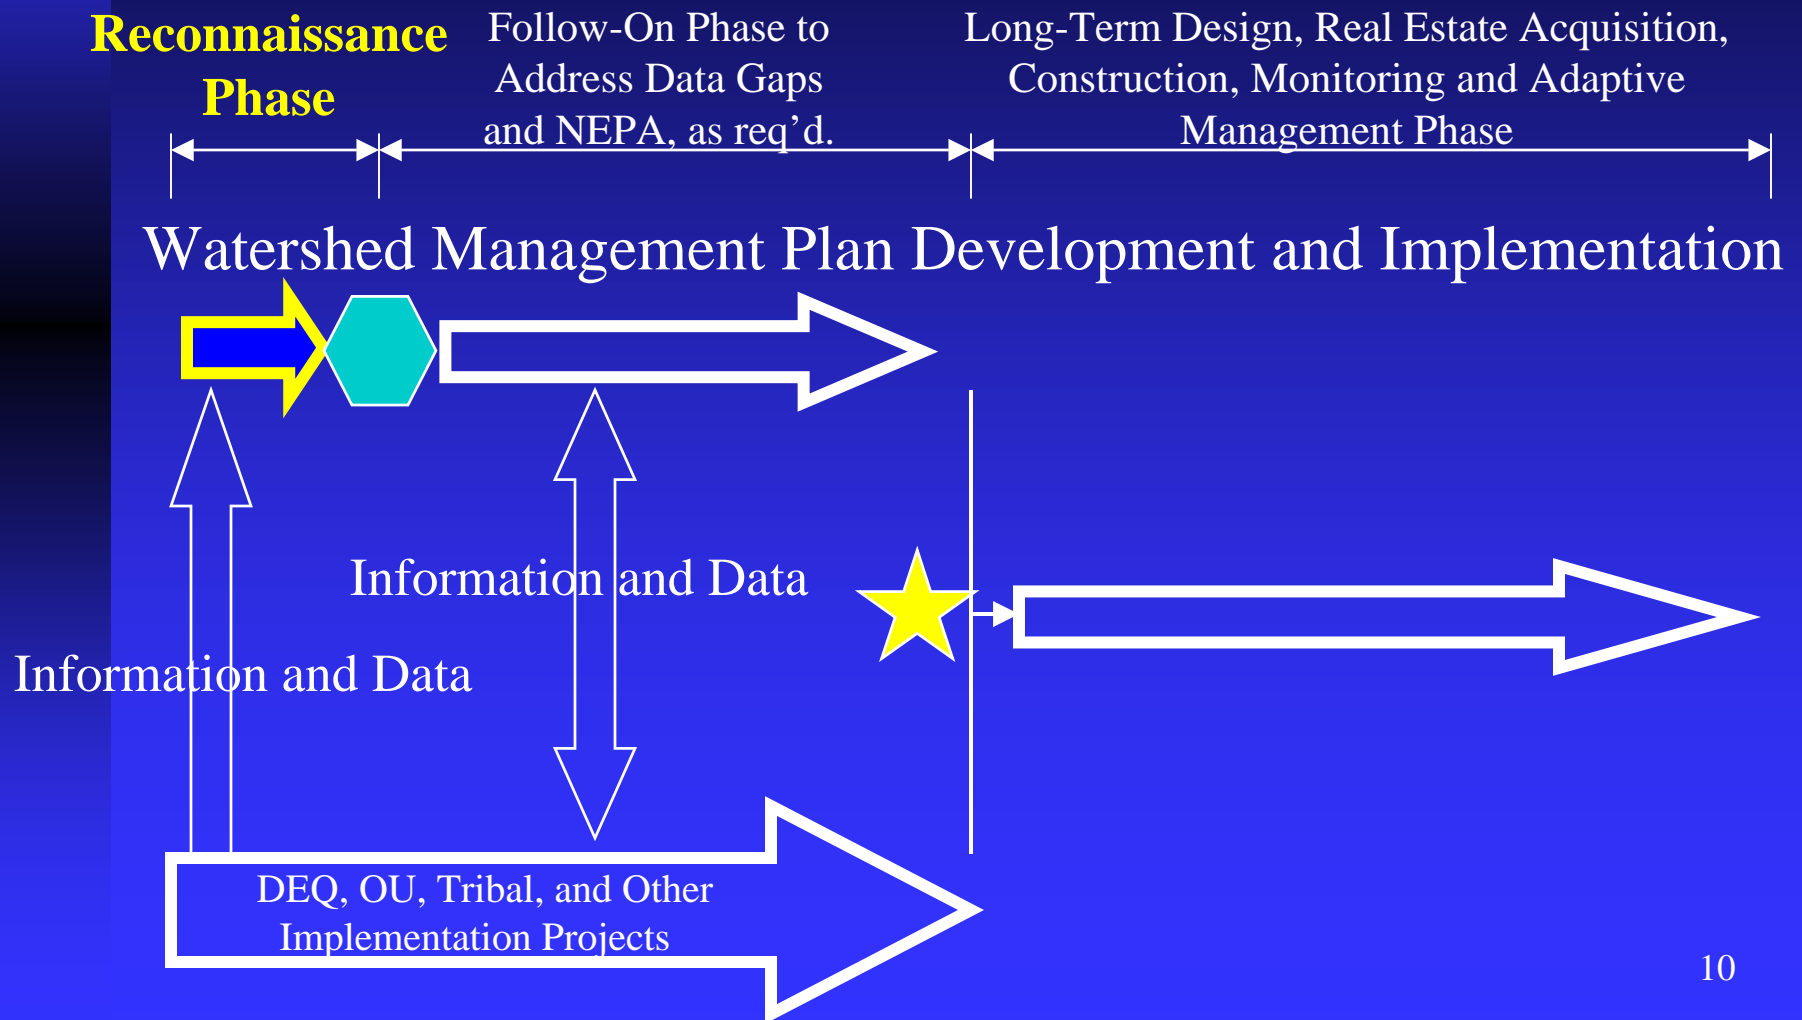 Reconnaissance
Phase
Follow-On Phase to
Address Data Gaps
and NEPA, as req’d.
Long-Term Design, Real Estate Acquisition,
Construction, Monitoring and Adaptive
Management Phase
Watershed Management Plan Development and Implementation
Information and Data
Information and Data
DEQ, OU, Tribal, and Other
Implementation Projects
10